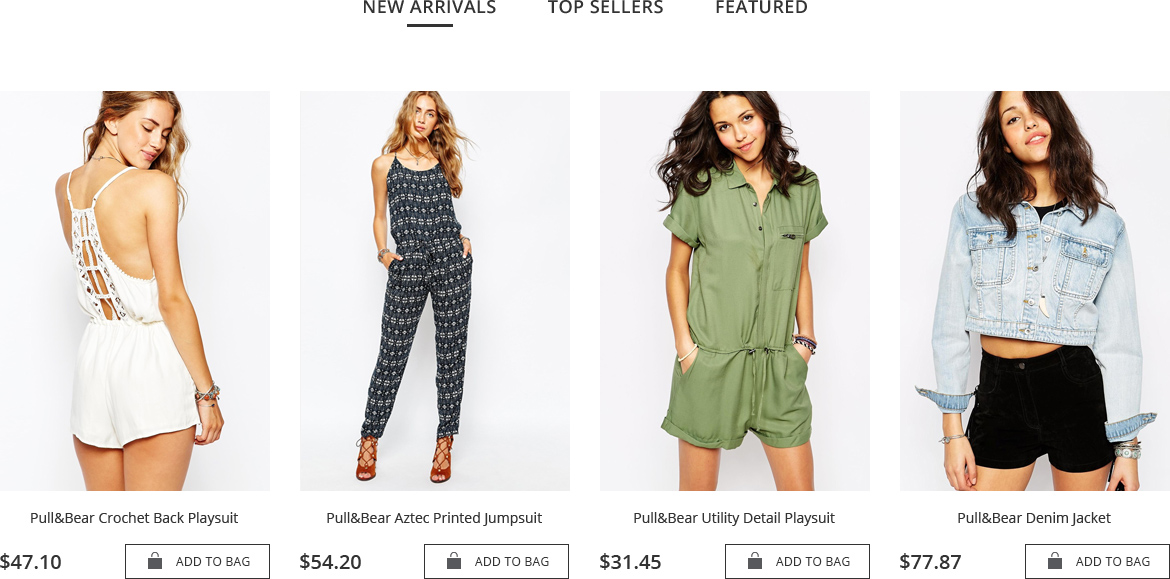 NEW ARRIVALS TOP SELLERS FEATURED
Pull&Bear Crochet Back Playsuit
$47.10 ADD TO BAG
Pull&Bear Aztec Printed Jumpsuit
$54.20 ADD TO BAG
Pull&Bear Utility Detail Playsuit
$31.45 ADD TO BAG
Pull&Bear Denim Jacket
$77.87 ADD TO BAG